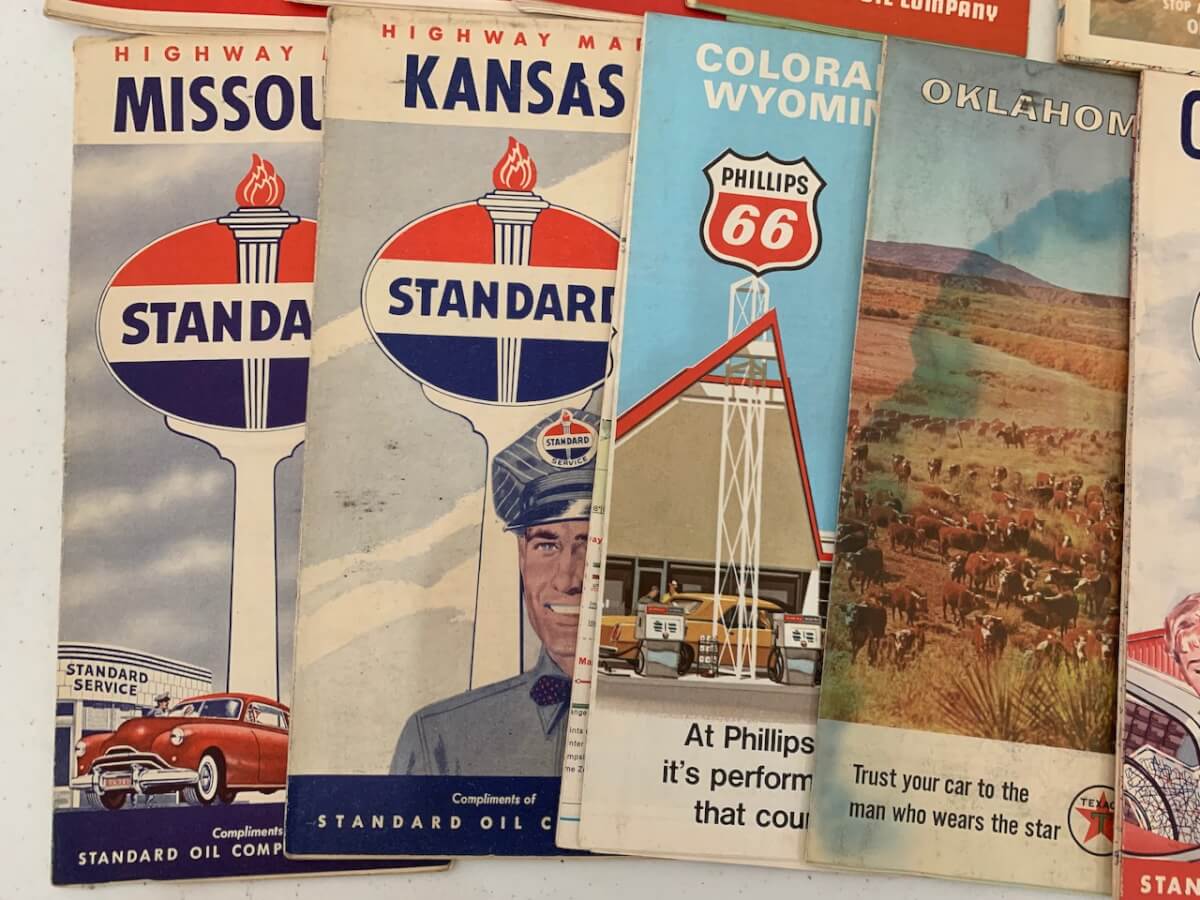 OIL COMPANY
STOP A
HIGHWAY MA
MISSOU
STANDA
STANDARD
SERVICE
Compliments
STANDARD OIL COMP
HIGHWAY MAP
KANSAS
STANDARD
STANDARD
SERVICE
Compliments of
STANDARD OIL C
COLORA
WYOMIN
PHILLIPS
66
At Phillips
it's perform
that cou
OKLAHOM
Trust your car to the
man who wears the star
TEXAC
T
STAN